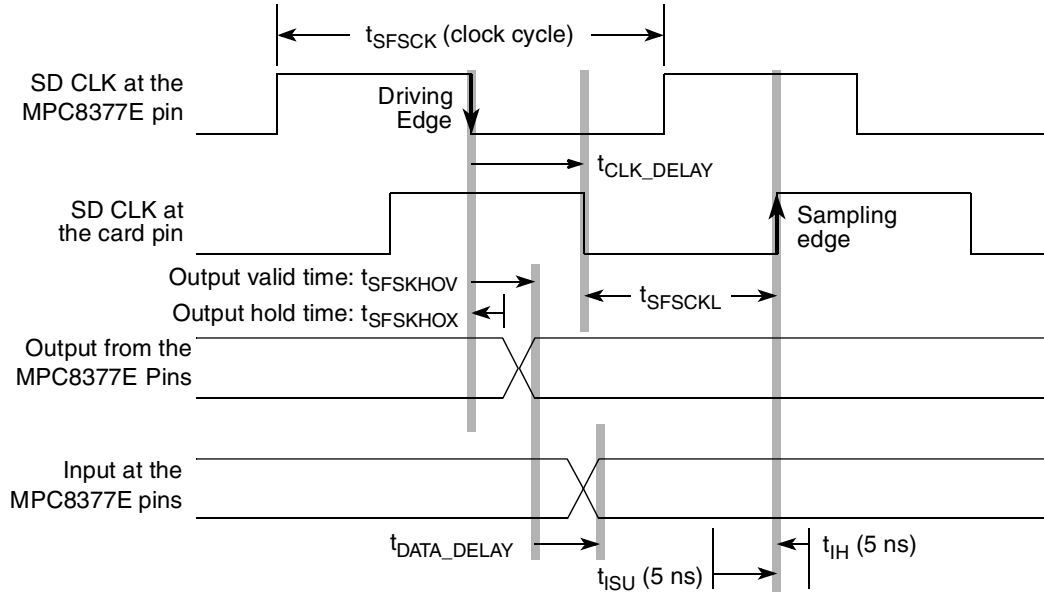 tSFSCK (clock cycle)
SD CLK at the
MPC8377E pin
Driving
Edge
tCLK_DELAY
SD CLK at
the card pin
Sampling
edge
Output valid time: tSFSKHOV
tSFSCKL
Output hold time: tSFSKHOX
Output from the
MPC8377E Pins
Input at the
MPC8377E pins
tDATA_DELAY
tIH (5 ns)
tISU (5 ns)